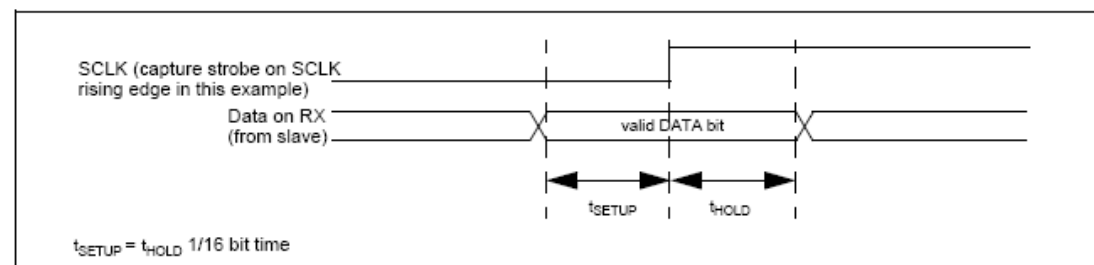 SCLK (capture strobe on SCLK
rising edge in this example)
Data on RX
(from slave)
valid DATA bit
tSETUP
tHOLD
tSETUP = tHOLD 1/16 bit time